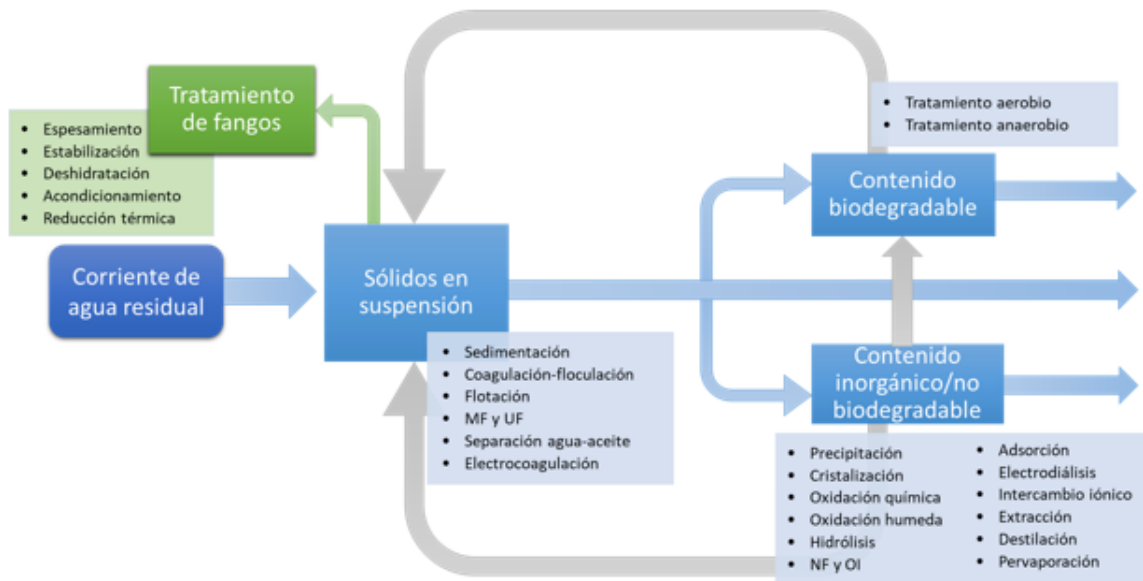 Tratamiento
de fangos
• Espesamiento
• Estabilización
• Deshidratación
• Acondicionamiento
• Reducción térmica
Corriente de
agua residual
Sólidos en
suspensión
• Sedimentación
• Coagulación-floculación
• Flotación
• MF y UF
• Separación agua-aceite
• Electrocoagulación
• Tratamiento aerobio
• Tratamiento anaerobio
Contenido
biodegradable
Contenido
inorgánico/no
biodegradable
• Precipitación
• Cristalización
• Oxidación química
• Oxidación humeda
• Hidrólisis
• NF y OI
• Adsorción
• Electrodiálisis
• Intercambio iónico
• Extracción
• Destilación
• Pervaporación